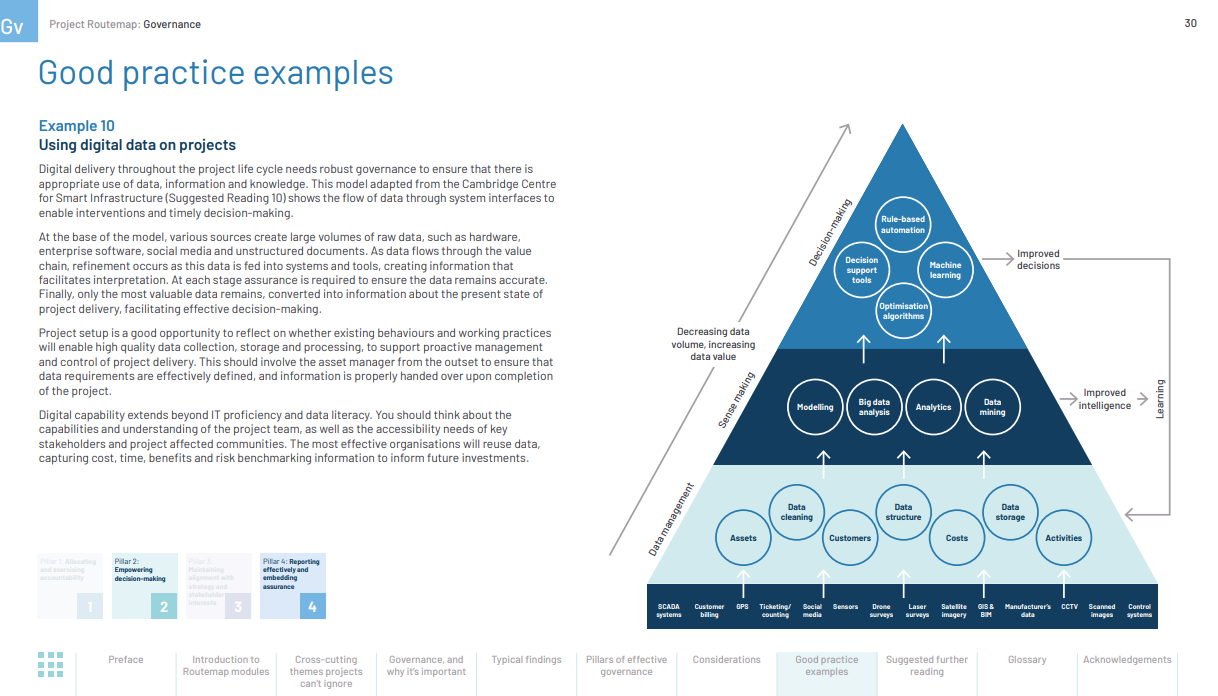 Gv
Project Routemap: Governance
30
Good practice examples
Example 10
Using digital data on projects
Digital delivery throughout the project life cycle needs robust governance to ensure that there is
appropriate use of data, information and knowledge. This model adapted from the Cambridge Centre
for Smart Infrastructure (Suggested Reading 10) shows the flow of data through system interfaces to
enable interventions and timely decision-making.
At the base of the model, various sources create large volumes of raw data, such as hardware,
enterprise software, social media and unstructured documents. As data flows through the value
chain, refinement occurs as this data is fed into systems and tools, creating information that
facilitates interpretation. At each stage assurance is required to ensure the data remains accurate.
Finally, only the most valuable data remains, converted into information about the present state of
project delivery, facilitating effective decision-making.
Project setup is a good opportunity to reflect on whether existing behaviours and working practices
will enable high quality data collection, storage and processing, to support proactive management
and control of project delivery. This should involve the asset manager from the outset to ensure that
data requirements are effectively defined, and information is properly handed over upon completion
of the project.
Digital capability extends beyond IT proficiency and data literacy. You should think about the
capabilities and understanding of the project team, as well as the accessibility needs of key
stakeholders and project affected communities. The most effective organisations will reuse data,
capturing cost, time, benefits and risk benchmarking information to inform future investments.
Pillar 1: Allocating
and exercising
accountability
1
Pillar 2:
Empowering
decision-making
2
Pillar 3:
Maintaining
alignment with
strategy and
stakeholder
interests
3
Pillar 4: Reporting
effectively and
embedding
assurance
4
Decreasing data
volume, increasing
data value
Decision-making
Sense making
Data management
Rule-based
automation
Decision
support
tools
Machine
learning
Optimisation
algorithms
Improved
decisions
Modelling
Big data
analysis
Analytics
Data
mining
Improved
intelligence
Learning
Assets
Data
cleaning
Customers
Data
structure
Costs
Data
storage
Activities
SCADA
systems
Customer
billing
GPS
Ticketing/
counting
Social
media
Sensors
Drone
surveys
Laser
surveys
Satellite
imagery
GIS &
BIM
Manufacturer's
data
CCTV
Scanned
images
Control
systems
Preface
Introduction to
Routemap modules
Cross-cutting
themes projects
can't ignore
Governance, and
why it's important
Typical findings
Pillars of effective
governance
Considerations
Good practice
examples
Suggested further
reading
Glossary
Acknowledgements